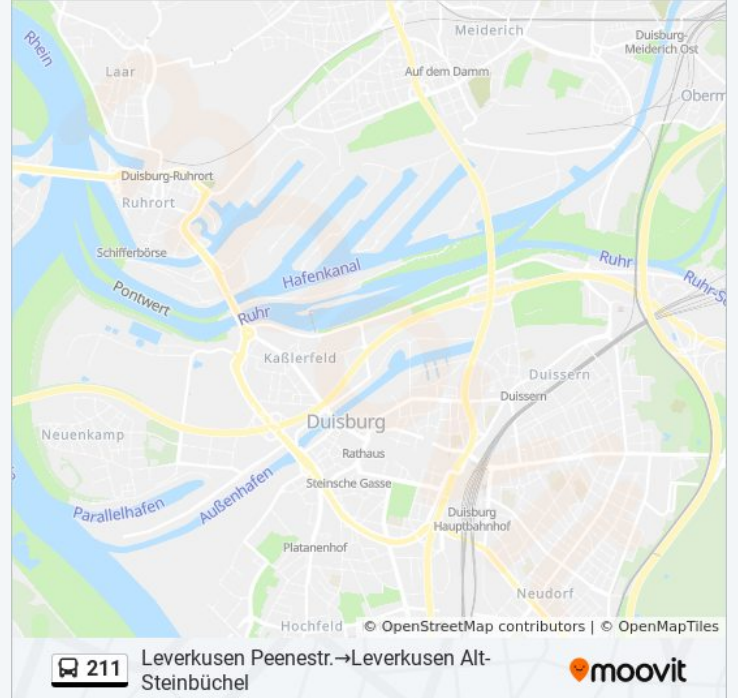 Rhein
Meiderich
Duisburg-
Meiderich Ost
Laar
Auf dem Damm
Duisburg-Ruhrort
Ruhrort
Schifferbörse
Hafenkanal
Ruhr
Pontwert
Ruhr
Kaßlerfeld
Duissern
Duissern
Duisburg
Neuenkamp
Rathaus
Steinsche Gasse
Außenhafen
Parallelhafen
Duisburg
Hauptbahnhof
Platanenhof
Neudorf
Hochfeld
© OpenStreetMap contributors | © OpenMapTiles
211
Leverkusen Peenestr.→Leverkusen Alt-
Steinbüchel
moovit